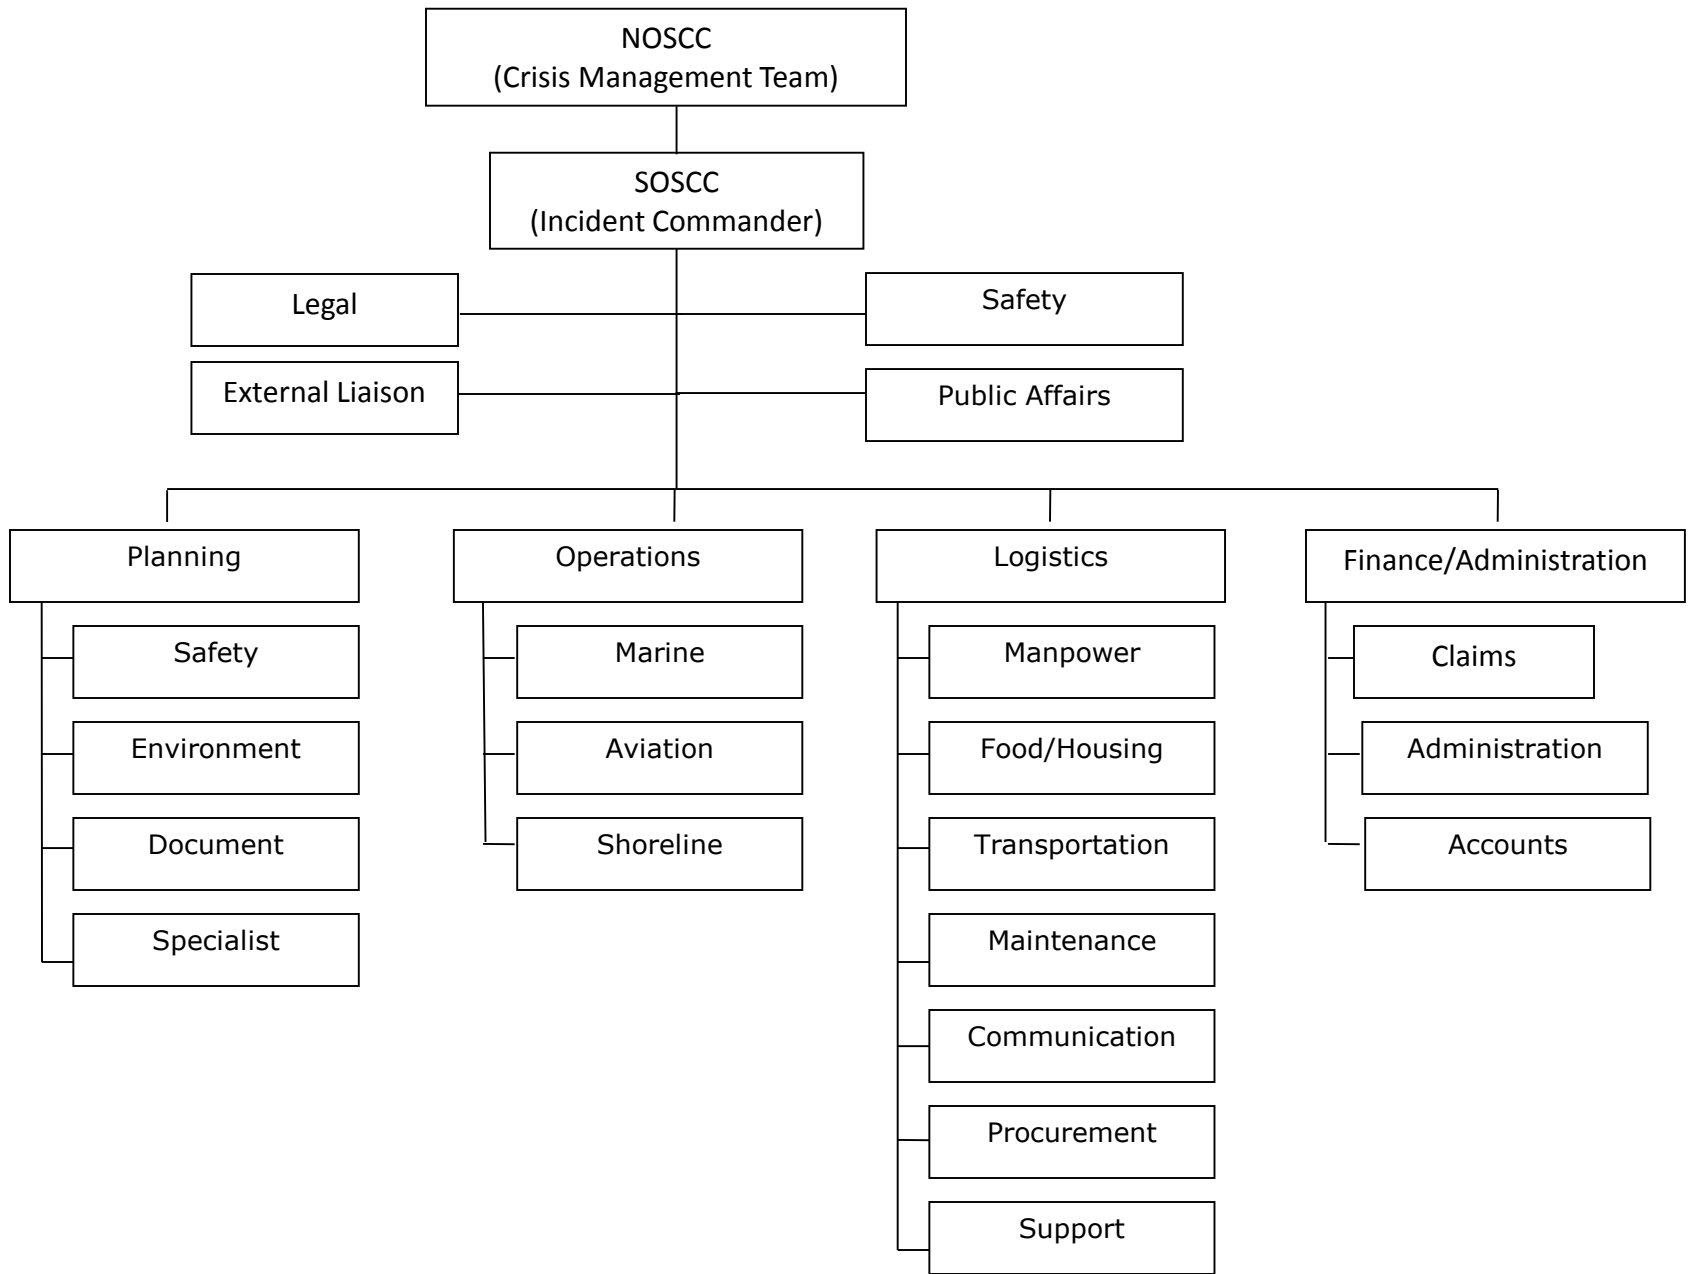 NOSCC
(Crisis Management Team)
SOSCC
(Incident Commander)
Legal
Safety
External Liaison
Public Affairs
Planning
Operations
Logistics
Finance/Administration
Safety
Marine
Manpower
Claims
Environment
Aviation
Food/Housing
Administration
Document
Shoreline
Transportation
Accounts
Specialist
Maintenance
Communication
Procurement
Support